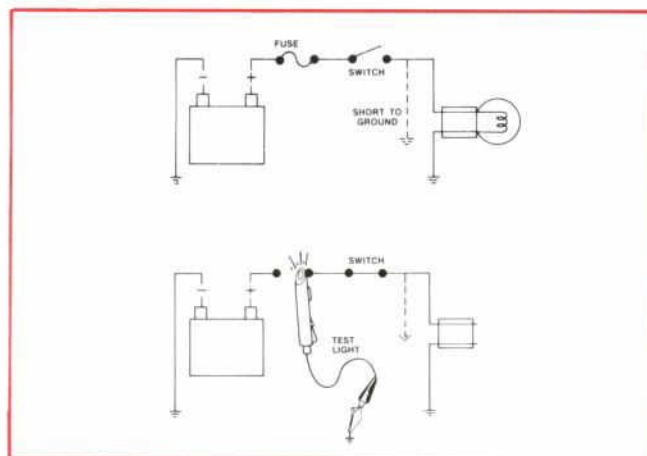 FUSE
SWITCH
SHORT TO
GROUND
SWITCH
TEST
LIGHT